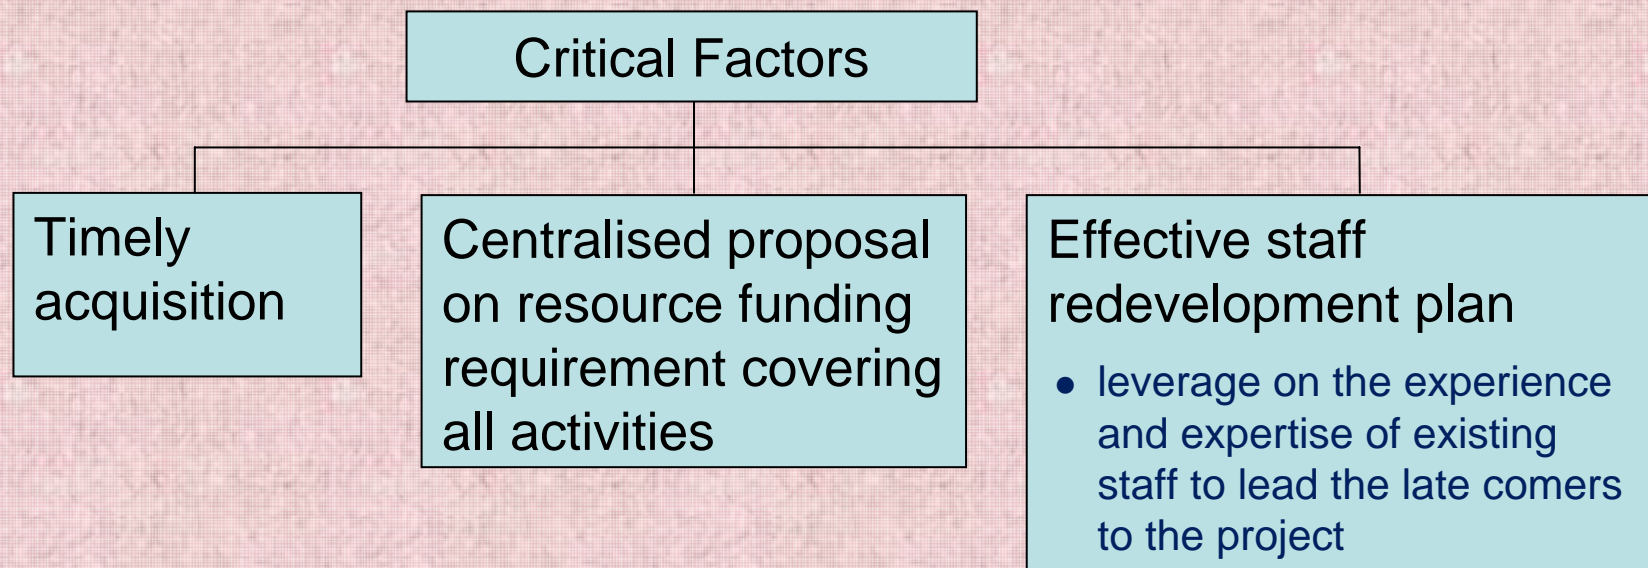 Critical Factors
Timely
acquisition
Centralised proposal
on resource funding
requirement covering
all activities
Effective staff
redevelopment plan
● leverage on the experience
and expertise of existing
staff to lead the late comers
to the project